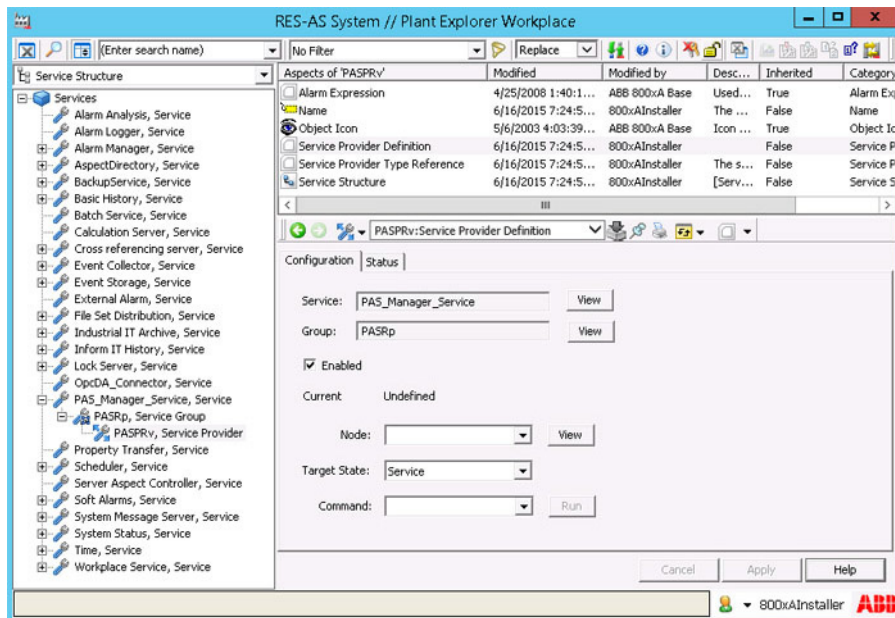 RES-AS System // Plant Explorer Workplace
(Enter search name) No Filter Replace
Service Structure
Services
Alarm Analysis, Service
Alarm Logger, Service
Alarm Manager, Service
AspectDirectory, Service
BackupService, Service
Basic History, Service
Batch Service, Service
Calculation Server, Service
Cross referencing server, Service
Event Collector, Service
Event Storage, Service
External Alarm, Service
File Set Distribution, Service
Industrial IT Archive, Service
Inform IT History, Service
Lock Server, Service
OpcDA_Connector, Service
PAS_Manager_Service, Service
PASRp, Service Group
PASPRv, Service Provider
Property Transfer, Service
Scheduler, Service
Server Aspect Controller, Service
Soft Alarms, Service
System Message Server, Service
System Status, Service
Time, Service
Workplace Service, Service
Aspects of 'PASPRv' Modified Modified by Desc... Inherited Category
Alarm Expression 4/25/2008 1:40:1... ABB 800xA Base Used... True Alarm Ex
Name 6/16/2015 7:24:5... 800xAInstaller The ... False Name
Object Icon 5/6/2003 4:03:39... ABB 800xA Base Icon ... True Object Ic
Service Provider Definition 6/16/2015 7:24:5... 800xAInstaller False Service P
Service Provider Type Reference 6/16/2015 7:24:5... 800xAInstaller The s... False Service P
Service Structure 6/16/2015 7:24:5... 800xAInstaller [Serv... False Service S
PASPRv:Service Provider Definition
Configuration Status
Service: PAS_Manager_Service View
Group: PASRp View
Enabled
Current Undefined
Node: View
Target State: Service
Command: Run
Cancel Apply Help
800xAInstaller ABB